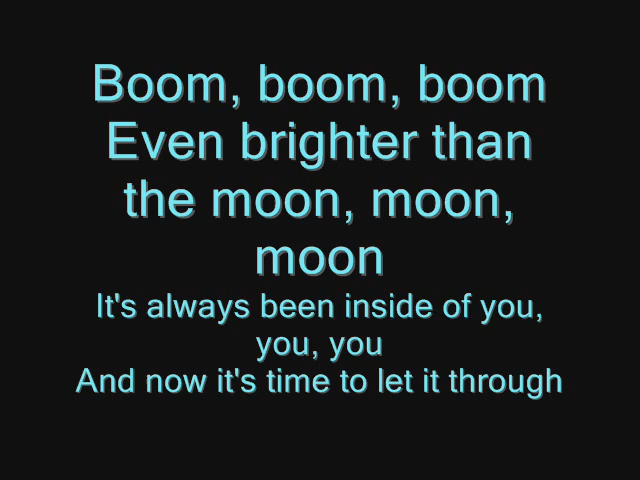 Boom, boom, boom
Even brighter than
the moon, moon,
moon
It's always been inside of you,
you, you
And now it's time to let it through